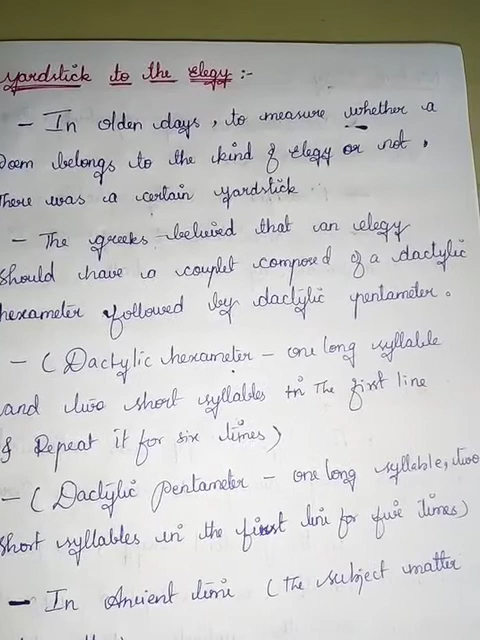 yardstick to the elegy :-
- In olden days, to measure whether a
poem belongs to the kind of elegy or not,
There was a certain yardstick
- The greeks believed that an elegy
should have a couplet composed of a dactylic
hexameter followed by dactylic pentameter.
- (Dactylic hexameter - one long syllable
and two short syllables in The first line
& Repeat it for six times)
- (Dactylic pentameter - one long syllable, two
short syllables in the first line for five Times)
- In Ancient time (the subject matter